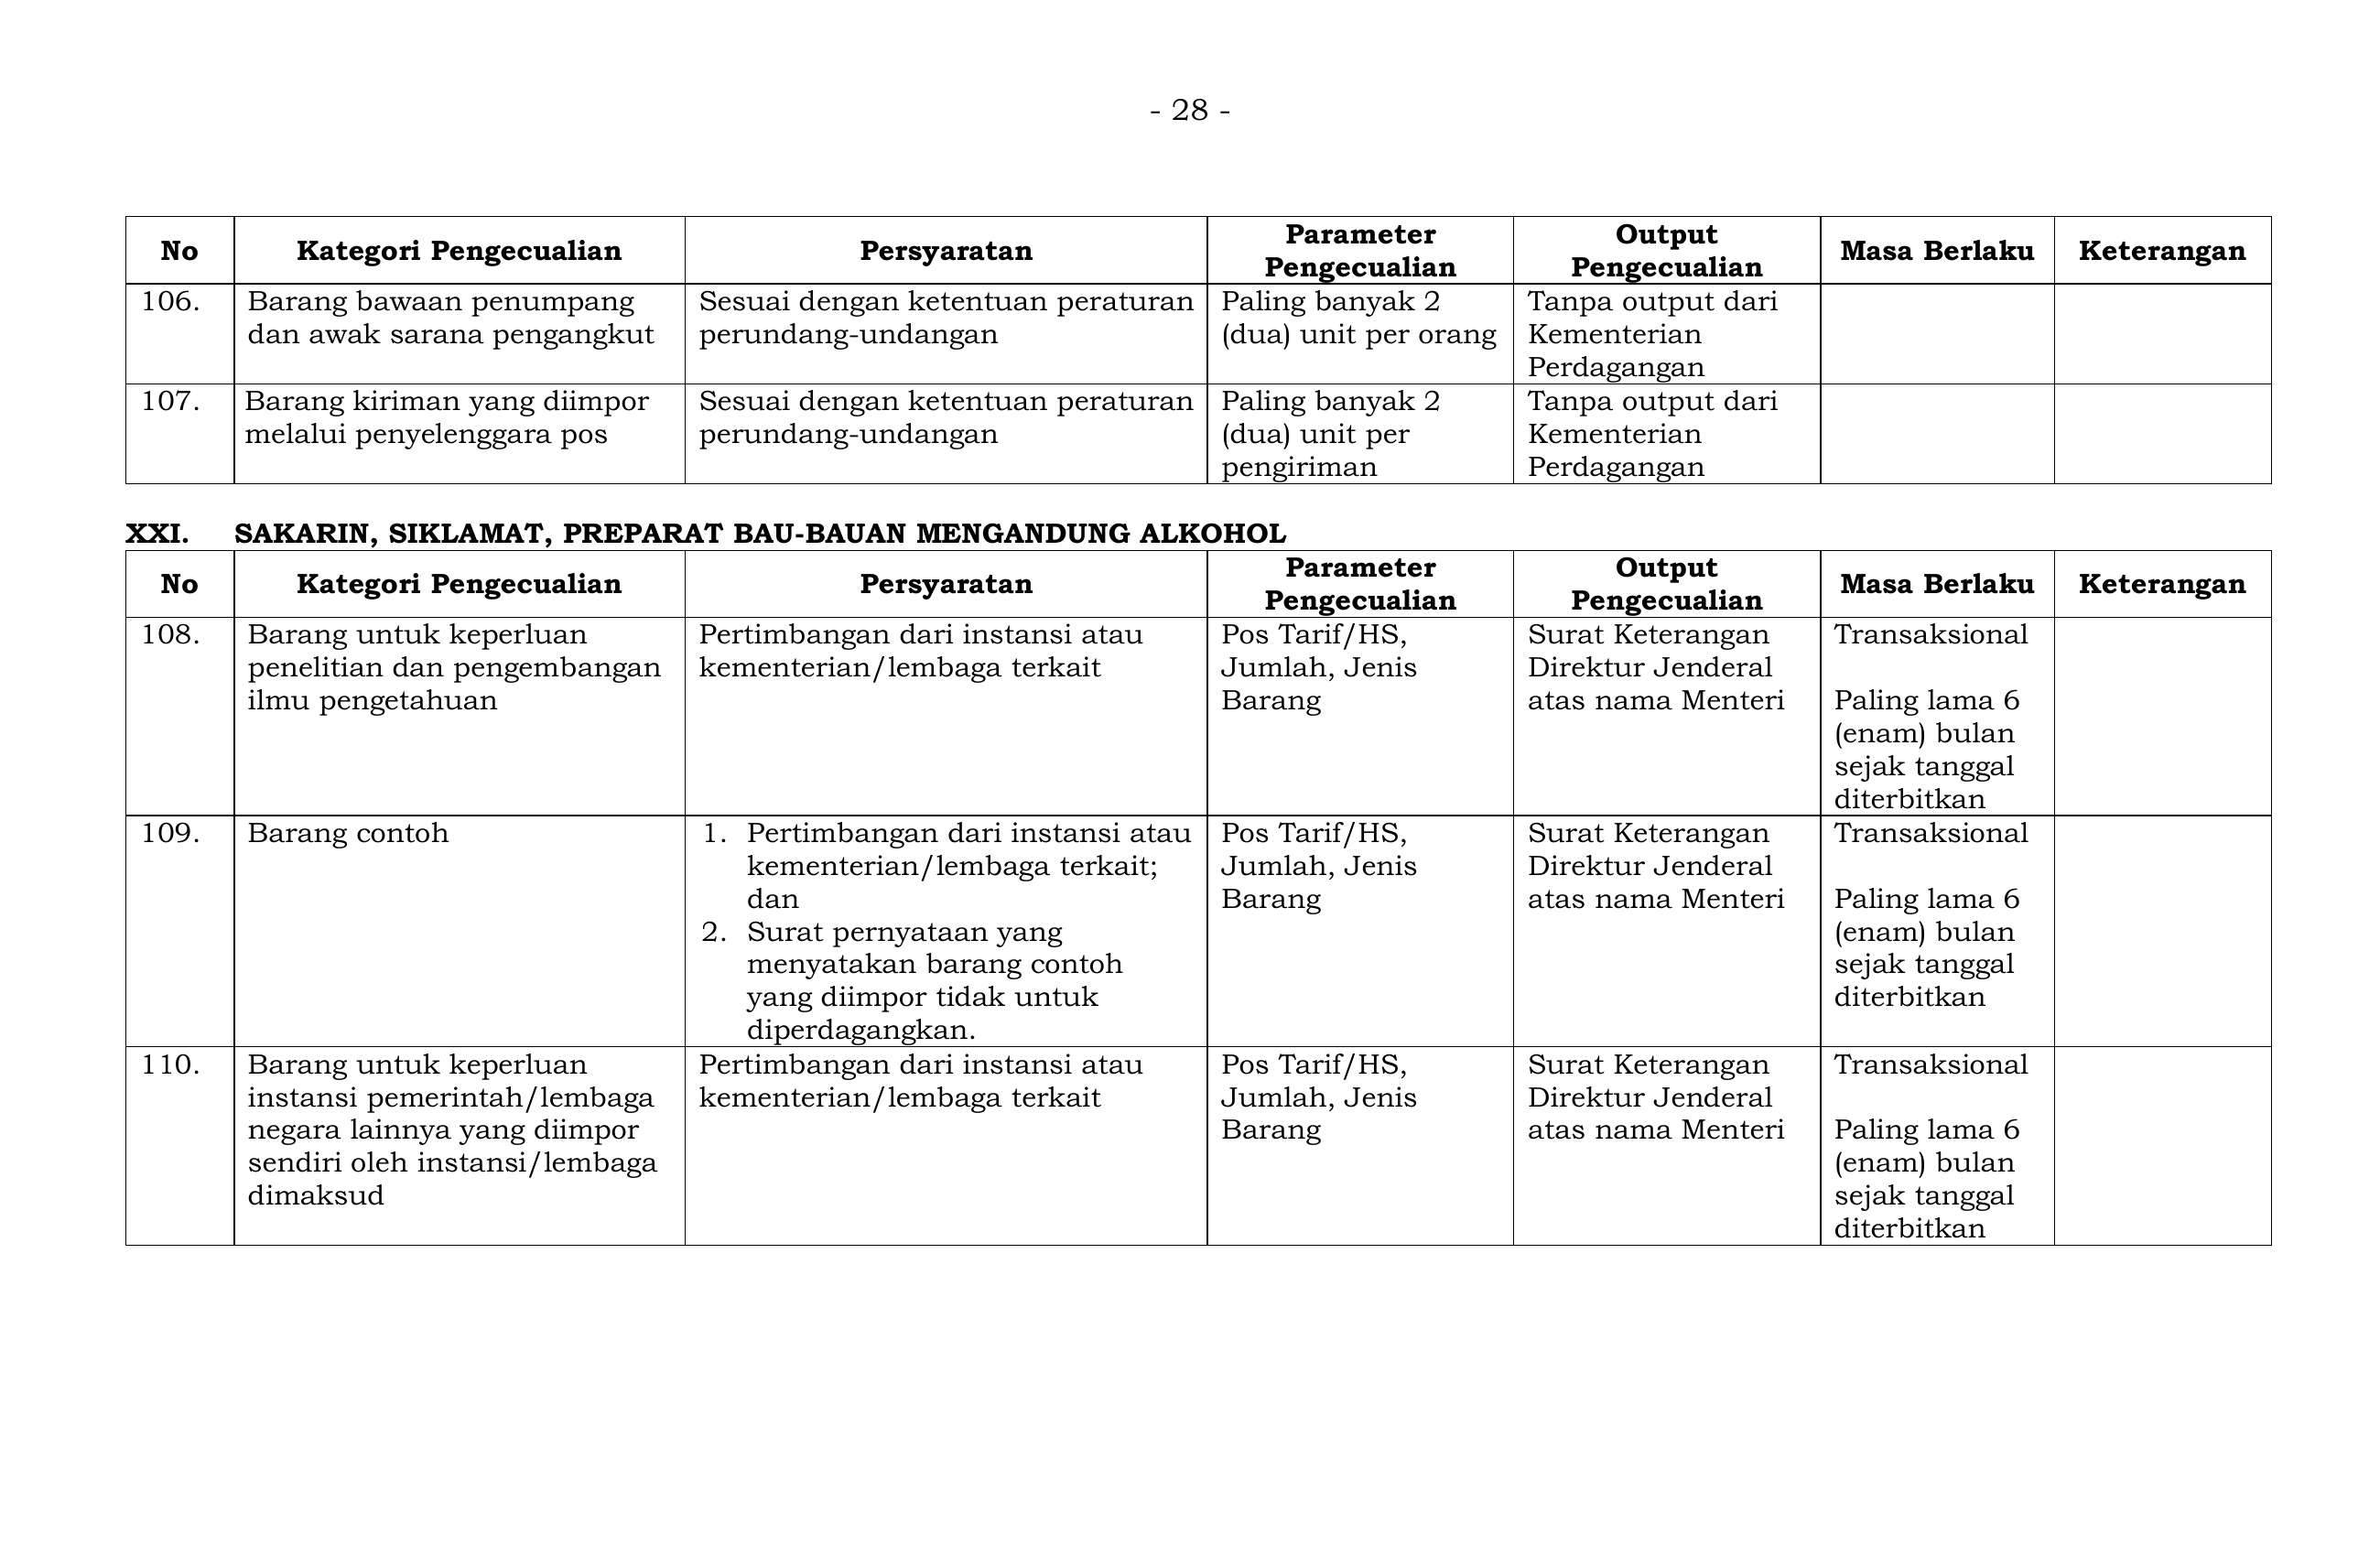 - 28 -
No
Kategori Pengecualian
Persyaratan
Parameter
Pengecualian
Output
Pengecualian
Masa Berlaku
Keterangan
106.
Barang bawaan penumpang
dan awak sarana pengangkut
Sesuai dengan ketentuan peraturan
perundang-undangan
Paling banyak 2
(dua) unit per orang
Tanpa output dari
Kementerian
Perdagangan
107.
Barang kiriman yang diimpor
melalui penyelenggara pos
Sesuai dengan ketentuan peraturan
perundang-undangan
Paling banyak 2
(dua) unit per
pengiriman
Tanpa output dari
Kementerian
Perdagangan
XXI. SAKARIN, SIKLAMAT, PREPARAT BAU-BAUAN MENGANDUNG ALKOHOL
No
Kategori Pengecualian
Persyaratan
Parameter
Pengecualian
Output
Pengecualian
Masa Berlaku
Keterangan
108.
Barang untuk keperluan
penelitian dan pengembangan
ilmu pengetahuan
Pertimbangan dari instansi atau
kementerian/lembaga terkait
Pos Tarif/HS,
Jumlah, Jenis
Barang
Surat Keterangan
Direktur Jenderal
atas nama Menteri
Transaksional
Paling lama 6
(enam) bulan
sejak tanggal
diterbitkan
109.
Barang contoh
1. Pertimbangan dari instansi atau
kementerian/lembaga terkait;
dan
2. Surat pernyataan yang
menyatakan barang contoh
yang diimpor tidak untuk
diperdagangkan.
Pos Tarif/HS,
Jumlah, Jenis
Barang
Surat Keterangan
Direktur Jenderal
atas nama Menteri
Transaksional
Paling lama 6
(enam) bulan
sejak tanggal
diterbitkan
110.
Barang untuk keperluan
instansi pemerintah/lembaga
negara lainnya yang diimpor
sendiri oleh instansi/lembaga
dimaksud
Pertimbangan dari instansi atau
kementerian/lembaga terkait
Pos Tarif/HS,
Jumlah, Jenis
Barang
Surat Keterangan
Direktur Jenderal
atas nama Menteri
Transaksional
Paling lama 6
(enam) bulan
sejak tanggal
diterbitkan